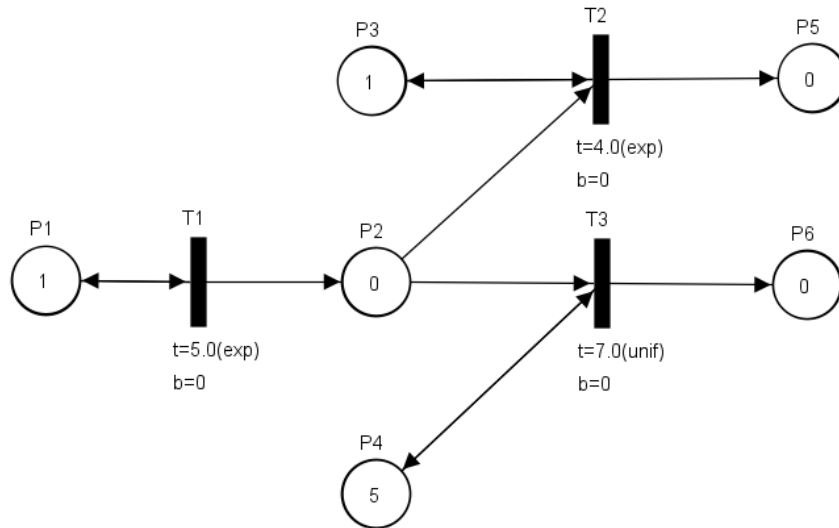 T2
P3
P5
1
0
t=4.0(exp)
b=0
T1
P1
P2
T3
P6
1
0
0
t=5.0(exp)
b=0
t=7.0(unif)
b=0
P4
5